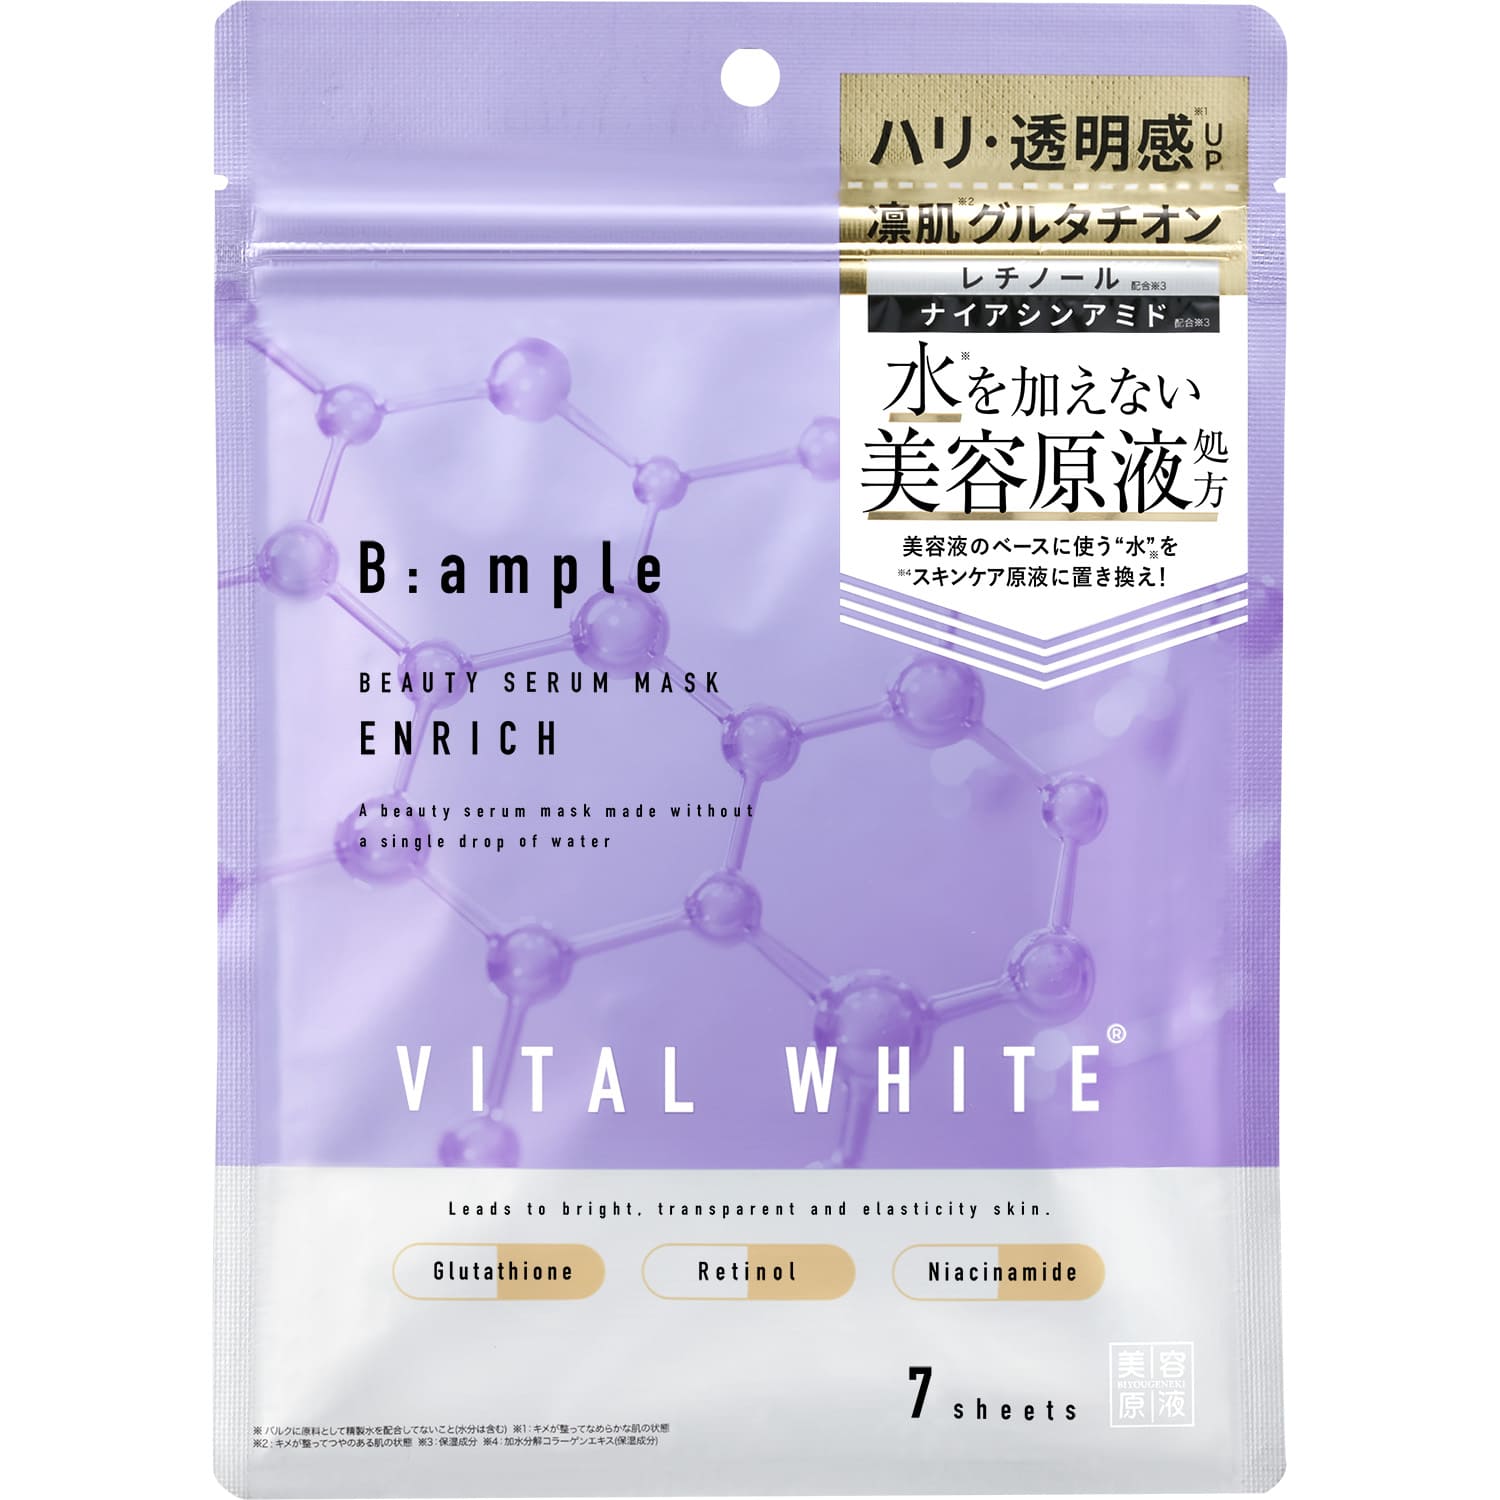 ハリ・透明感※1 UP
凛肌※2グルタチオン
レチノール 配合※3
ナイアシンアミド 配合※3
水※を加えない
美容原液処方
美容液のベースに使う“水”※を
※4スキンケア原液に置き換え！
B:ample
BEAUTY SERUM MASK
ENRICH
A beauty serum mask made without
a single drop of water
VITAL WHITE®
Leads to bright, transparent and elasticity skin.
Glutathione Retinol Niacinamide
7 sheets
美容
BIYOUGENEKI
原液
※ バルクに原料として精製水を配合してないこと(水分は含む) ※1：キメが整ってなめらかな肌の状態
※2：キメが整ってつやのある肌の状態 ※3：保湿成分 ※4：加水分解コラーゲンエキス(保湿成分)